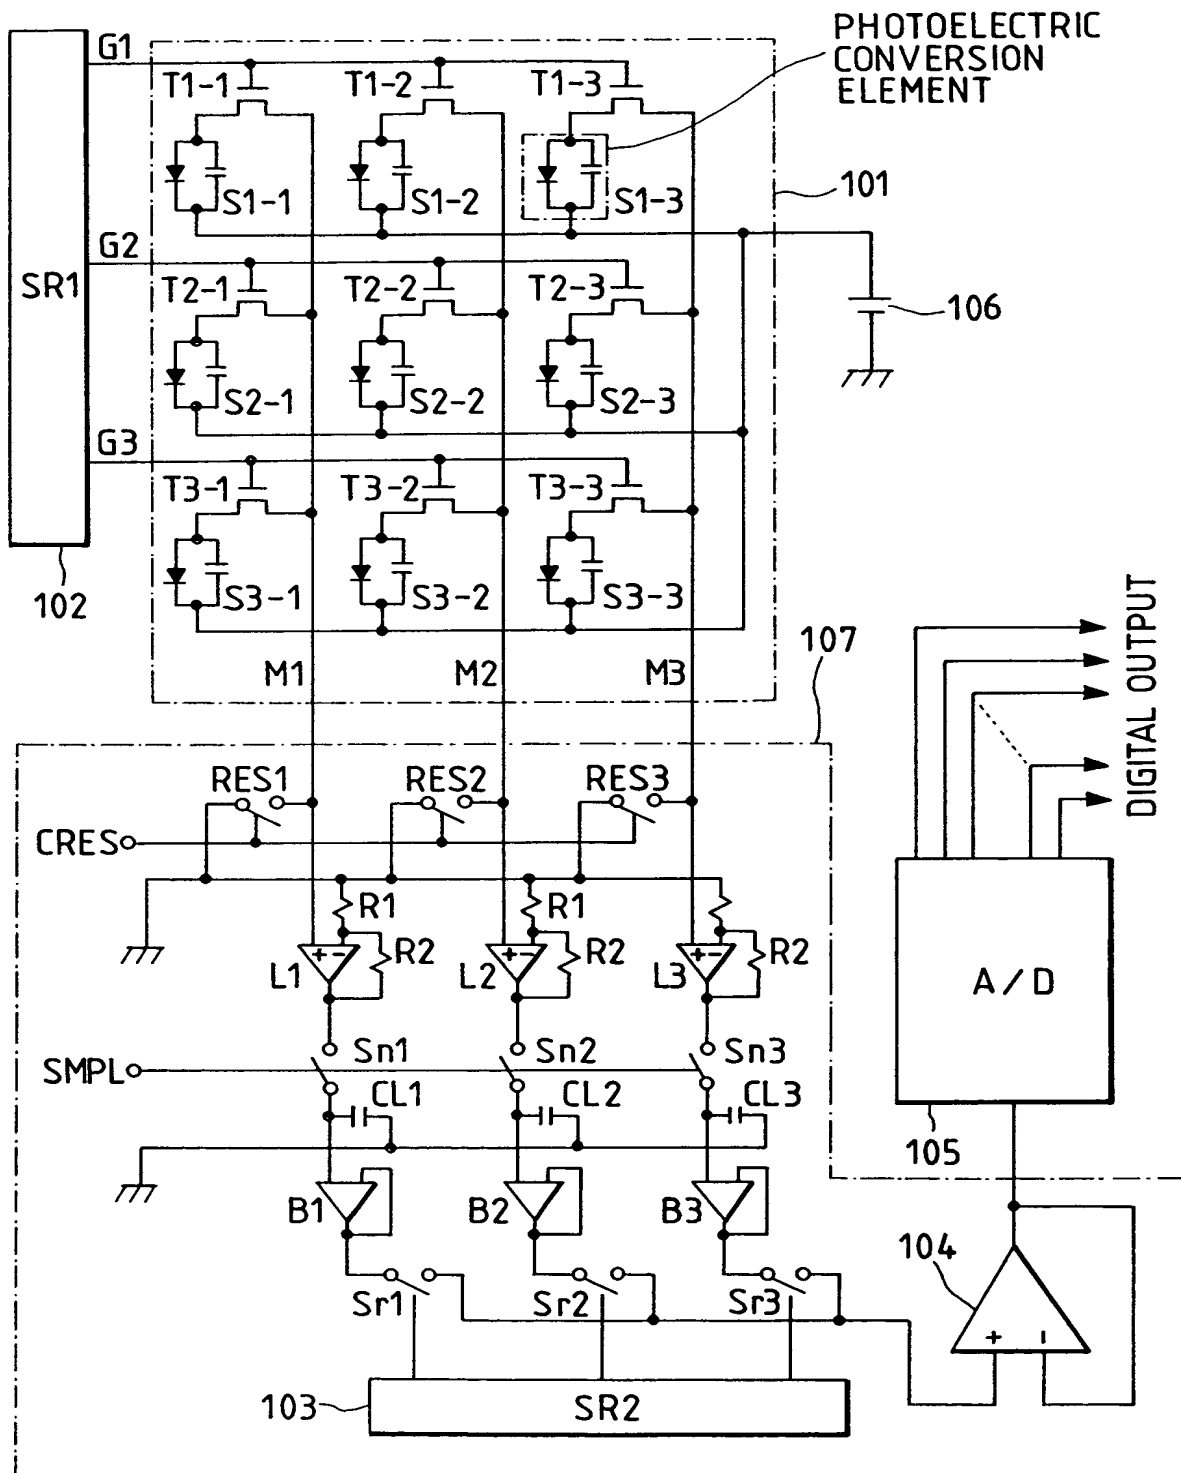 PHOTOELECTRIC
CONVERSION
ELEMENT
G1
T1-1 T1-2 T1-3
S1-1 S1-2 S1-3
101
G2
SR1
T2-1 T2-2 T2-3
106
S2-1 S2-2 S2-3
G3
T3-1 T3-2 T3-3
S3-1 S3-2 S3-3
102
107
M1 M2 M3
DIGITAL OUTPUT
RES1 RES2 RES3
CRES
R1 R1
+ - + - + -
R2 R2 R2
L1 L2 L3
A/D
Sn1 Sn2 Sn3
SMPL
CL1 CL2 CL3
105
B1 B2 B3
104
Sr1 Sr2 Sr3
+ -
103
SR2